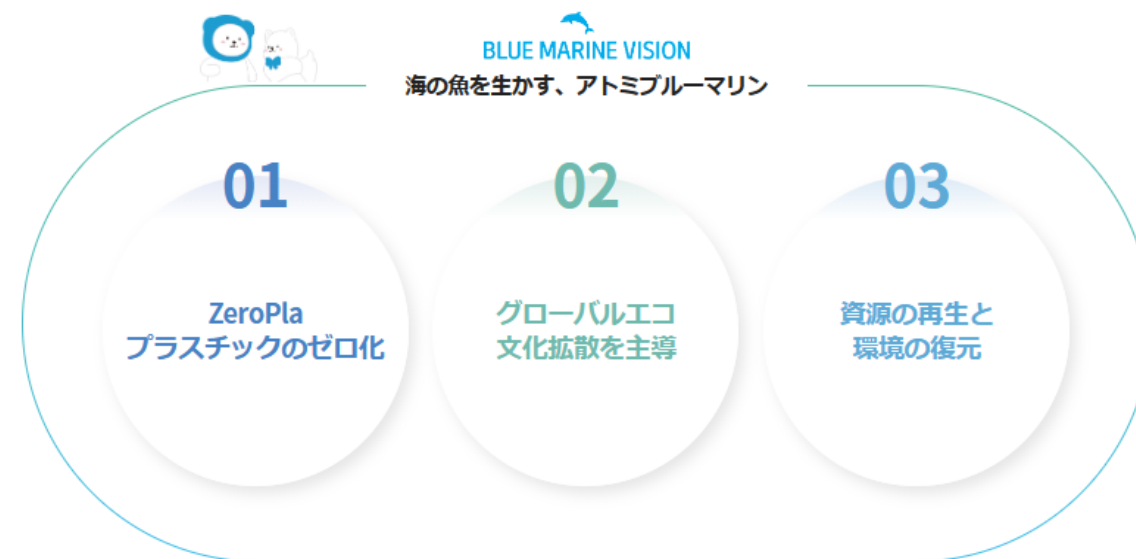 BLUE MARINE VISION
海の魚を生かす、アトミブルーマリン
01
ZeroPla
プラスチックのゼロ化
02
グローバルエコ
文化拡散を主導
03
資源の再生と
環境の復元